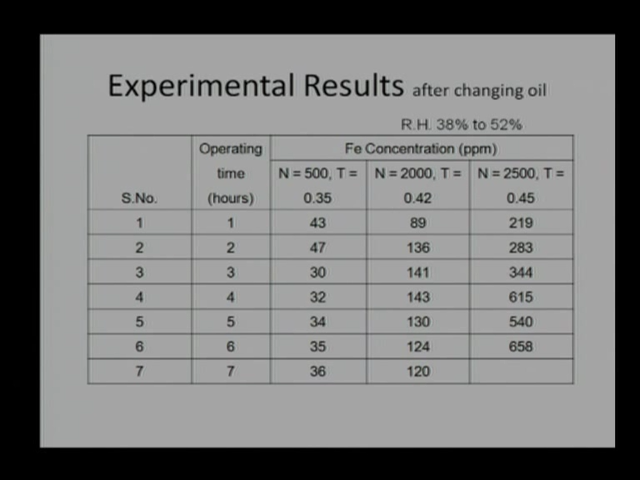 Experimental Results after changing oil
R.H. 38% to 52%
S.No. Operating time (hours) Fe Concentration (ppm)
N = 500, T = 0.35 N = 2000, T = 0.42 N = 2500, T = 0.45
1 1 43 89 219
2 2 47 136 283
3 3 30 141 344
4 4 32 143 615
5 5 34 130 540
6 6 35 124 658
7 7 36 120